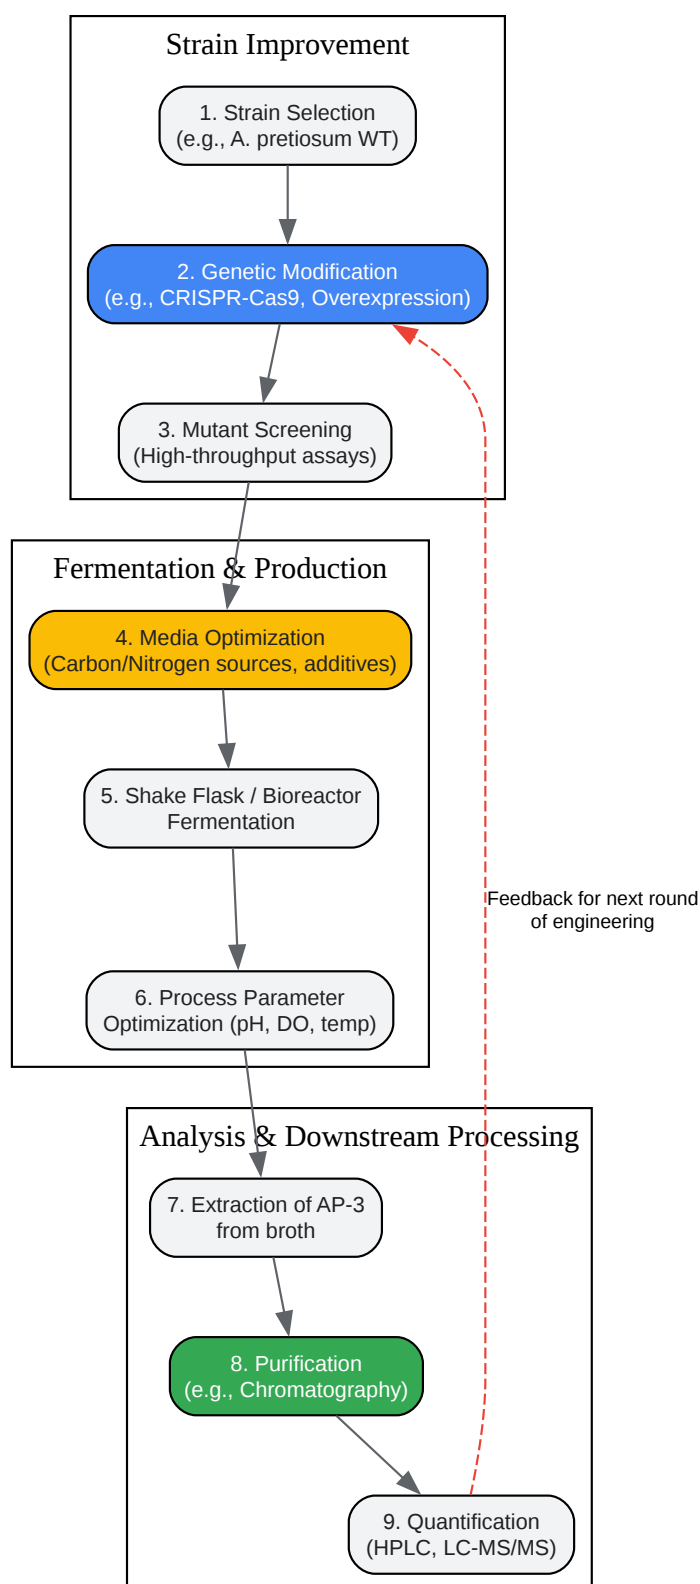 Strain Improvement
1. Strain Selection
(e.g., A. pretiosum WT)
2. Genetic Modification
(e.g., CRISPR-Cas9, Overexpression)
3. Mutant Screening
(High-throughput assays)
Fermentation & Production
4. Media Optimization
(Carbon/Nitrogen sources, additives)
5. Shake Flask / Bioreactor
Fermentation
Feedback for next round
of engineering
6. Process Parameter
Optimization (pH, DO, temp)
Analysis & Downstream Processing
7. Extraction of AP-3
from broth
8. Purification
(e.g., Chromatography)
9. Quantification
(HPLC, LC-MS/MS)